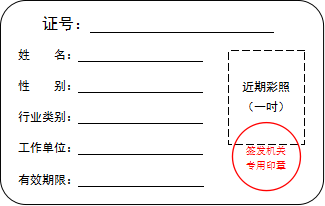 证号：
姓　　名：
性　　别：
行业类别：
工作单位：
有效期限：
近期彩照
（一吋）
签发机关
专用印章